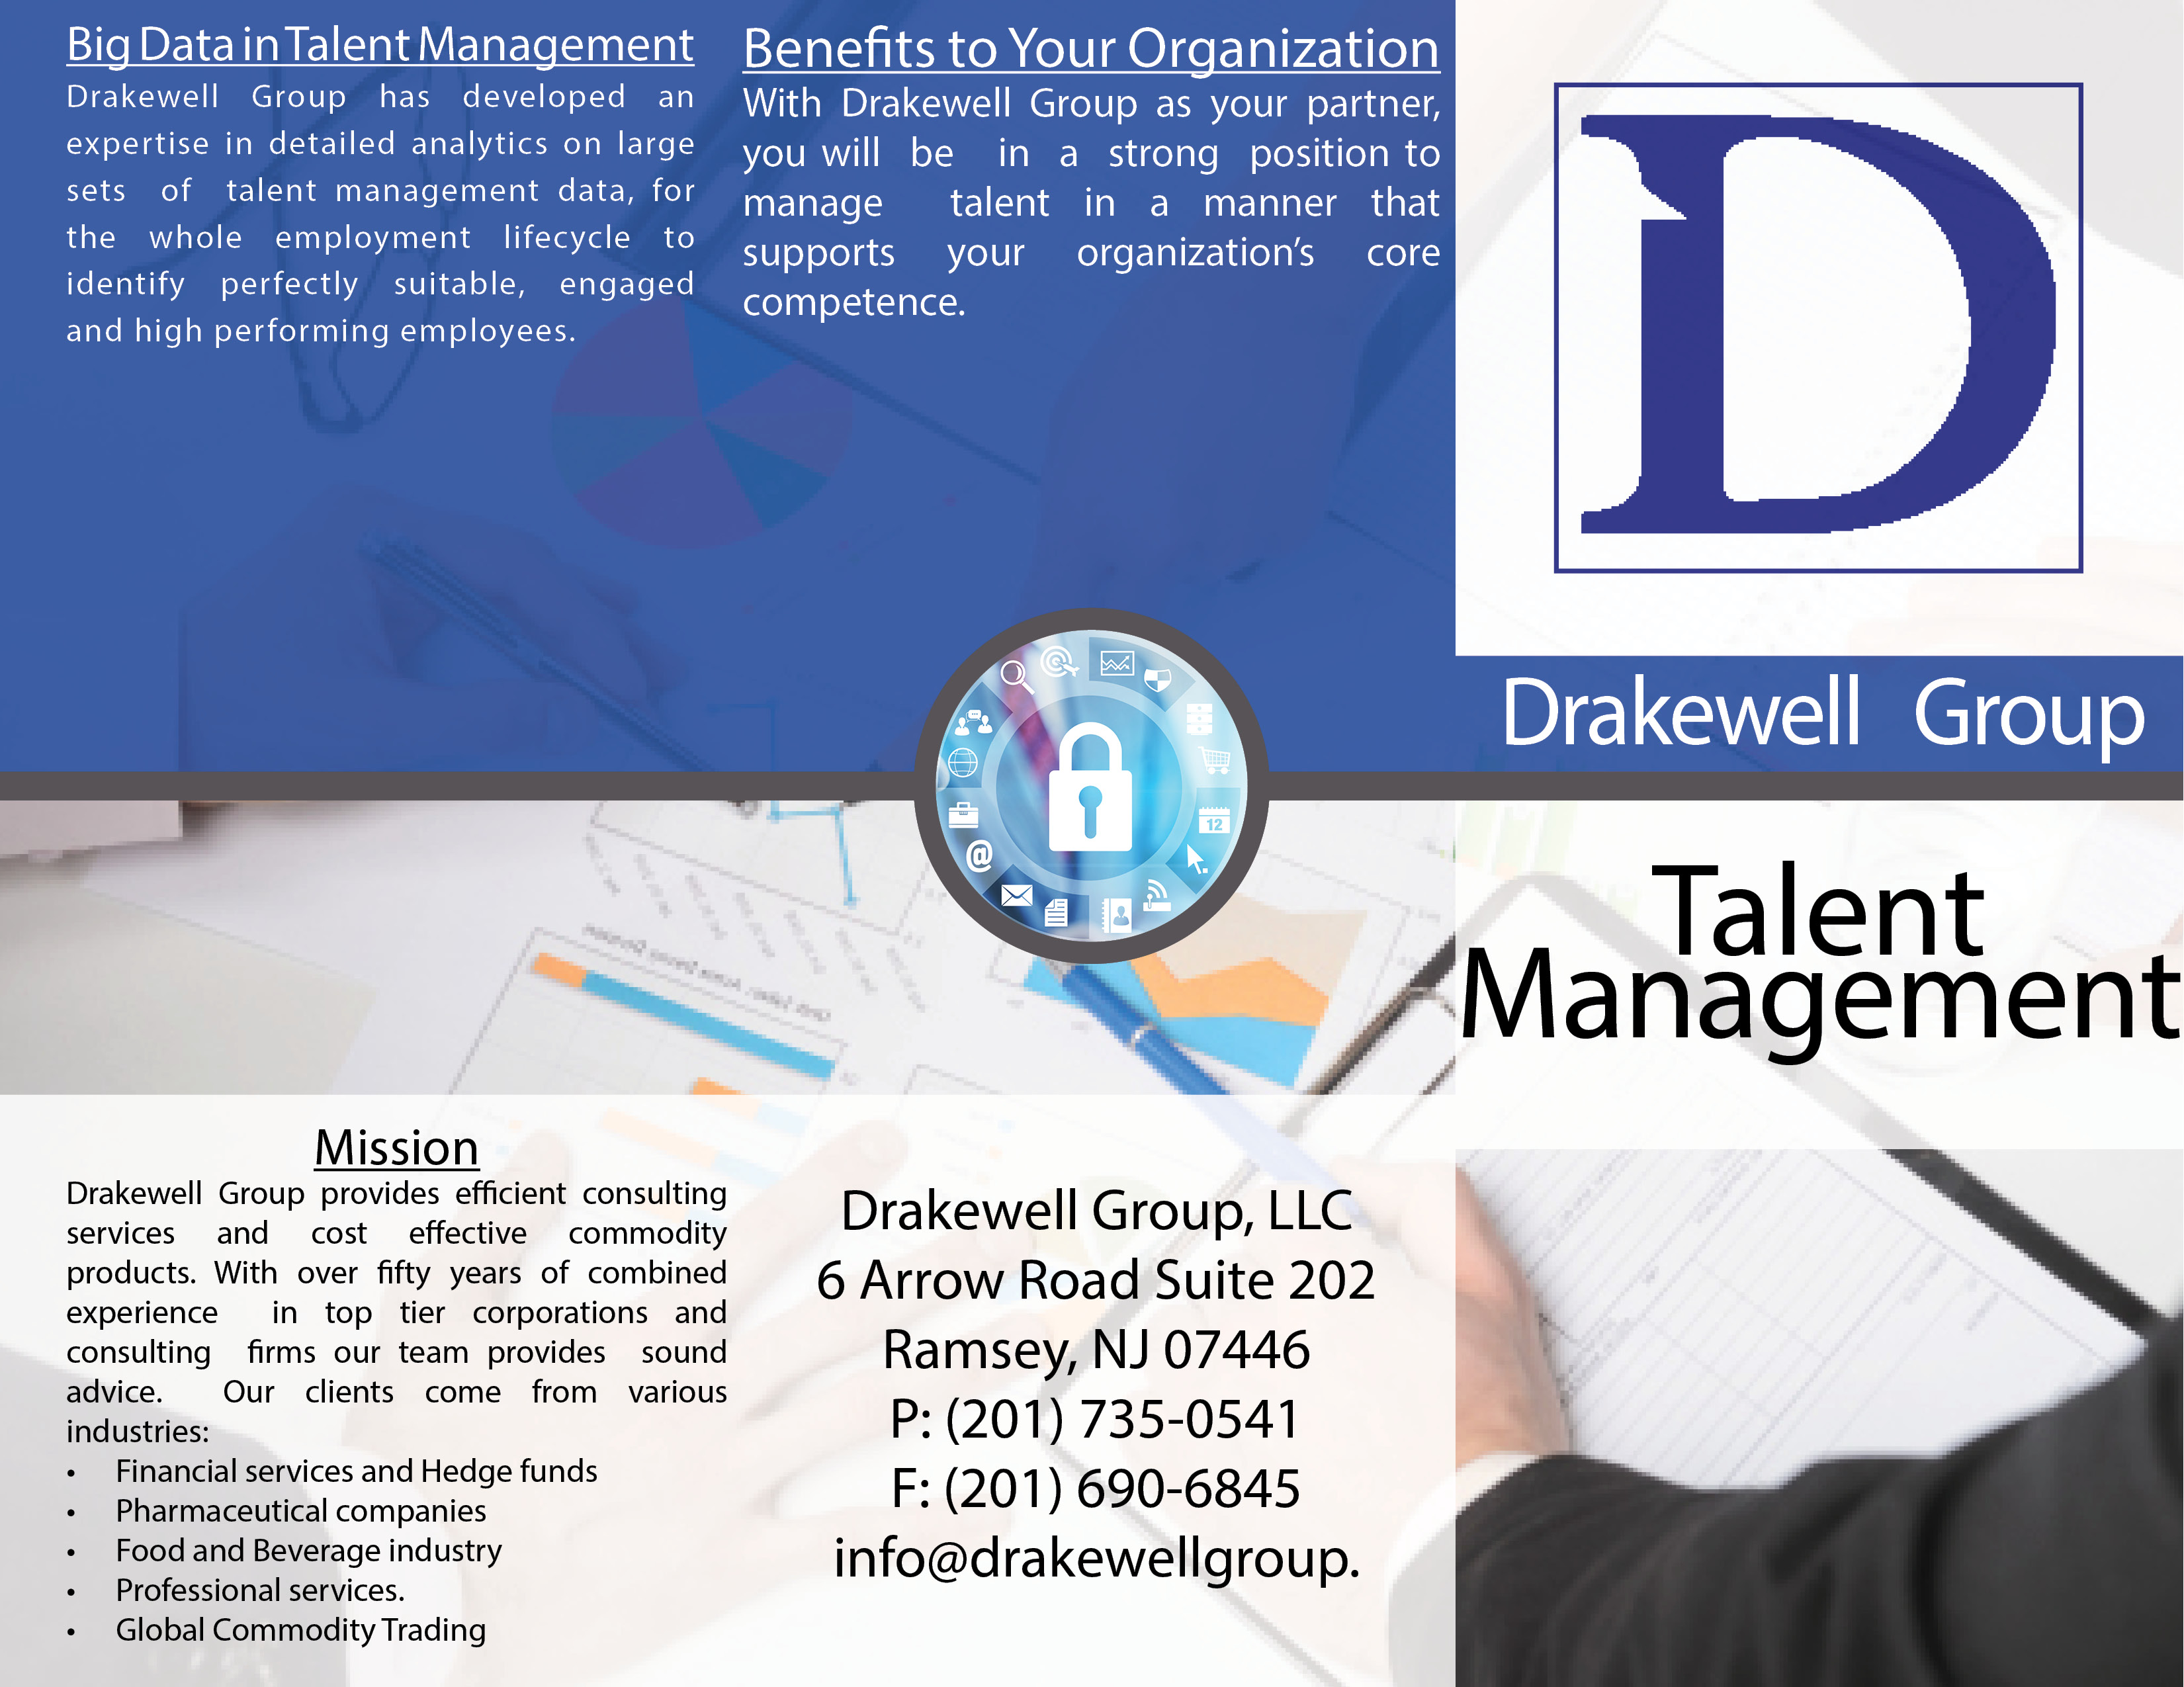 Big Data in Talent Management
Drakewell Group has developed an
expertise in detailed analytics on large
sets of talent management data, for
the whole employment lifecycle to
identify perfectly suitable, engaged
and high performing employees.
Benefits to Your Organization
With Drakewell Group as your partner,
you will be in a strong position to
manage talent in a manner that
supports your organization's core
competence.
D
Drakewell Group
12
@
Talent
Management
Mission
Drakewell Group provides efficient consulting
services and cost effective commodity
products. With over fifty years of combined
experience in top tier corporations and
consulting firms our team provides sound
advice. Our clients come from various
industries:
• Financial services and Hedge funds
• Pharmaceutical companies
• Food and Beverage industry
• Professional services.
• Global Commodity Trading
Drakewell Group, LLC
6 Arrow Road Suite 202
Ramsey, NJ 07446
P: (201) 735-0541
F: (201) 690-6845
info@drakewellgroup.